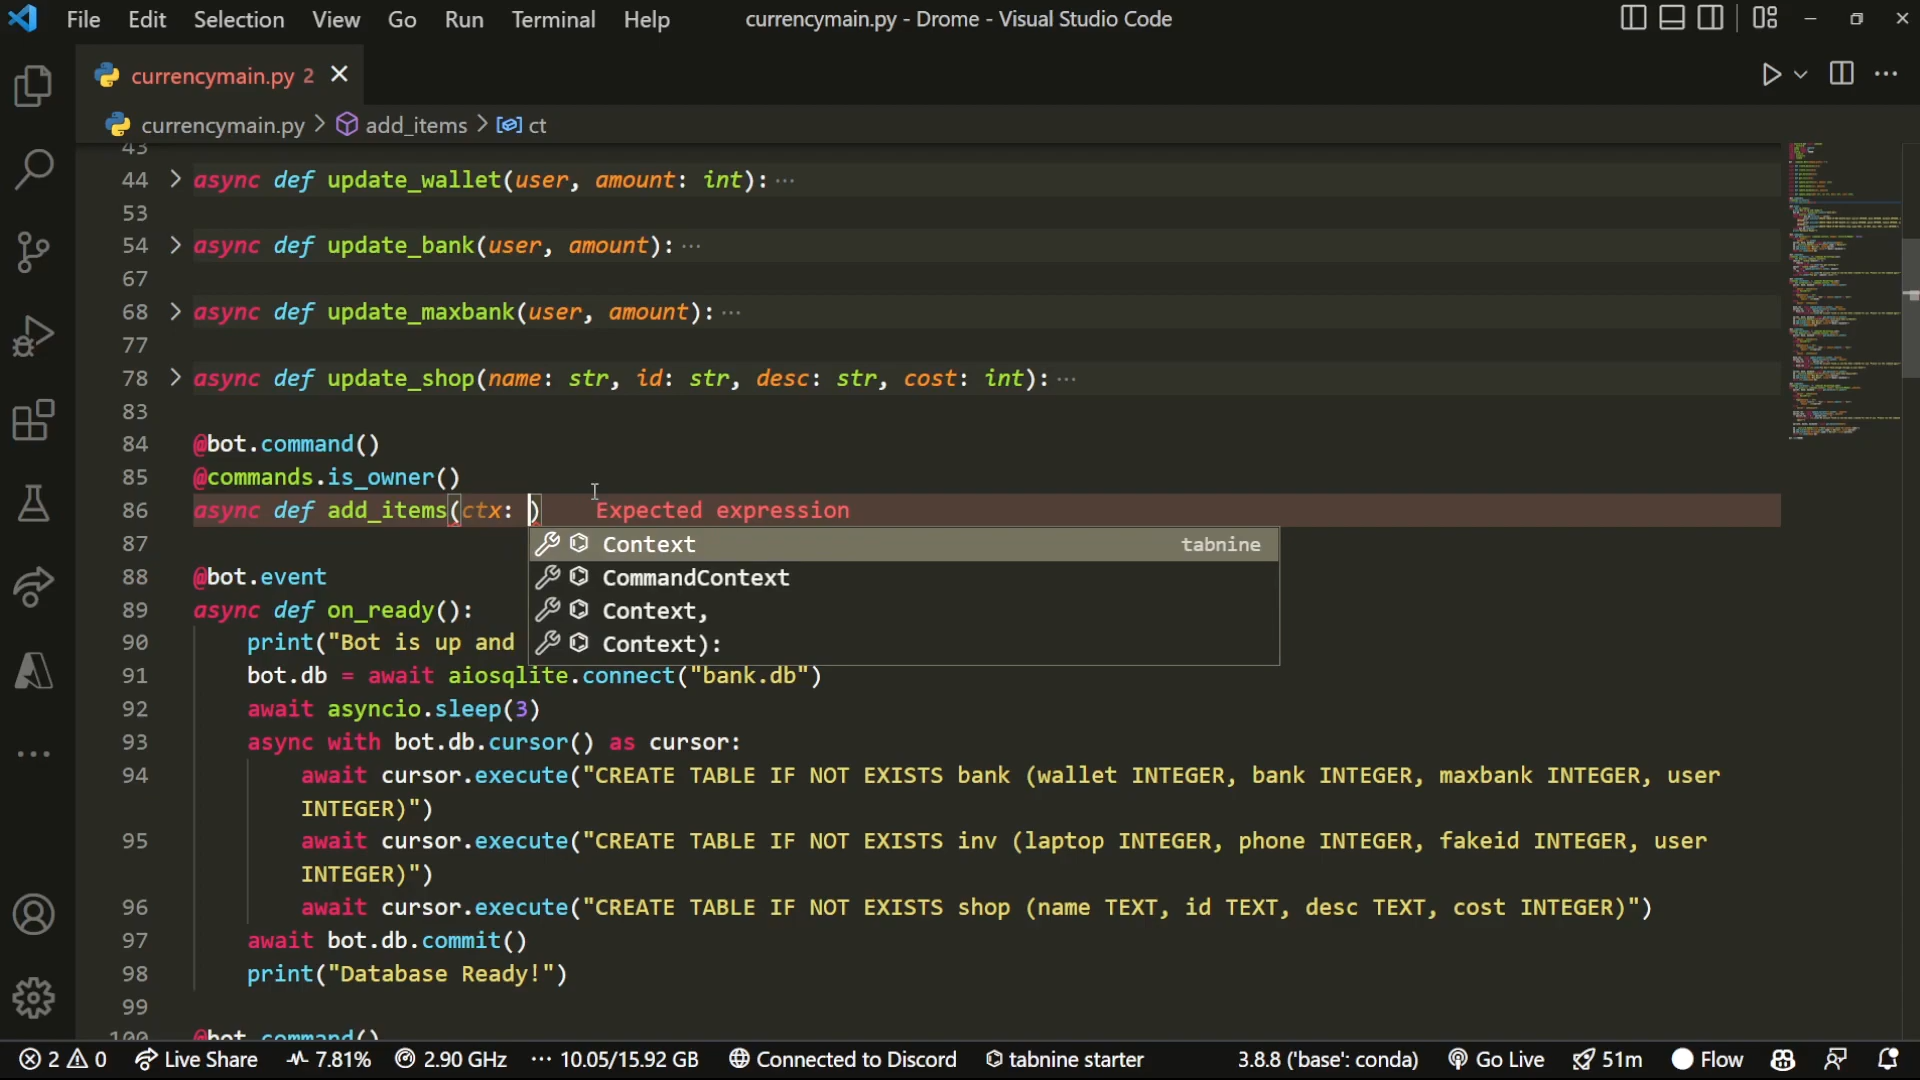 File Edit Selection View Go Run Terminal Help currencymain.py - Drome - Visual Studio Code
currencymain.py 2
currencymain.py > add_items > ct
43
44 > async def update_wallet(user, amount: int): ···
53
54 > async def update_bank(user, amount): ···
67
68 > async def update_maxbank(user, amount): ···
77
78 > async def update_shop(name: str, id: str, desc: str, cost: int): ···
83
84 @bot.command()
85 @commands.is_owner()
86 async def add_items(ctx: ) Expected expression
87 Context tabnine
88 @bot.event CommandContext
89 async def on_ready(): Context,
90 print("Bot is up and Context):
91 bot.db = await aiosqlite.connect("bank.db")
92 await asyncio.sleep(3)
93 async with bot.db.cursor() as cursor:
94 await cursor.execute("CREATE TABLE IF NOT EXISTS bank (wallet INTEGER, bank INTEGER, maxbank INTEGER, user
INTEGER)")
95 await cursor.execute("CREATE TABLE IF NOT EXISTS inv (laptop INTEGER, phone INTEGER, fakeid INTEGER, user
INTEGER)")
96 await cursor.execute("CREATE TABLE IF NOT EXISTS shop (name TEXT, id TEXT, desc TEXT, cost INTEGER)")
97 await bot.db.commit()
98 print("Database Ready!")
99
100 @bot.command()
2 0 Live Share 7.81% 2.90 GHz ··· 10.05/15.92 GB Connected to Discord tabnine starter 3.8.8 ('base': conda) Go Live 51m Flow